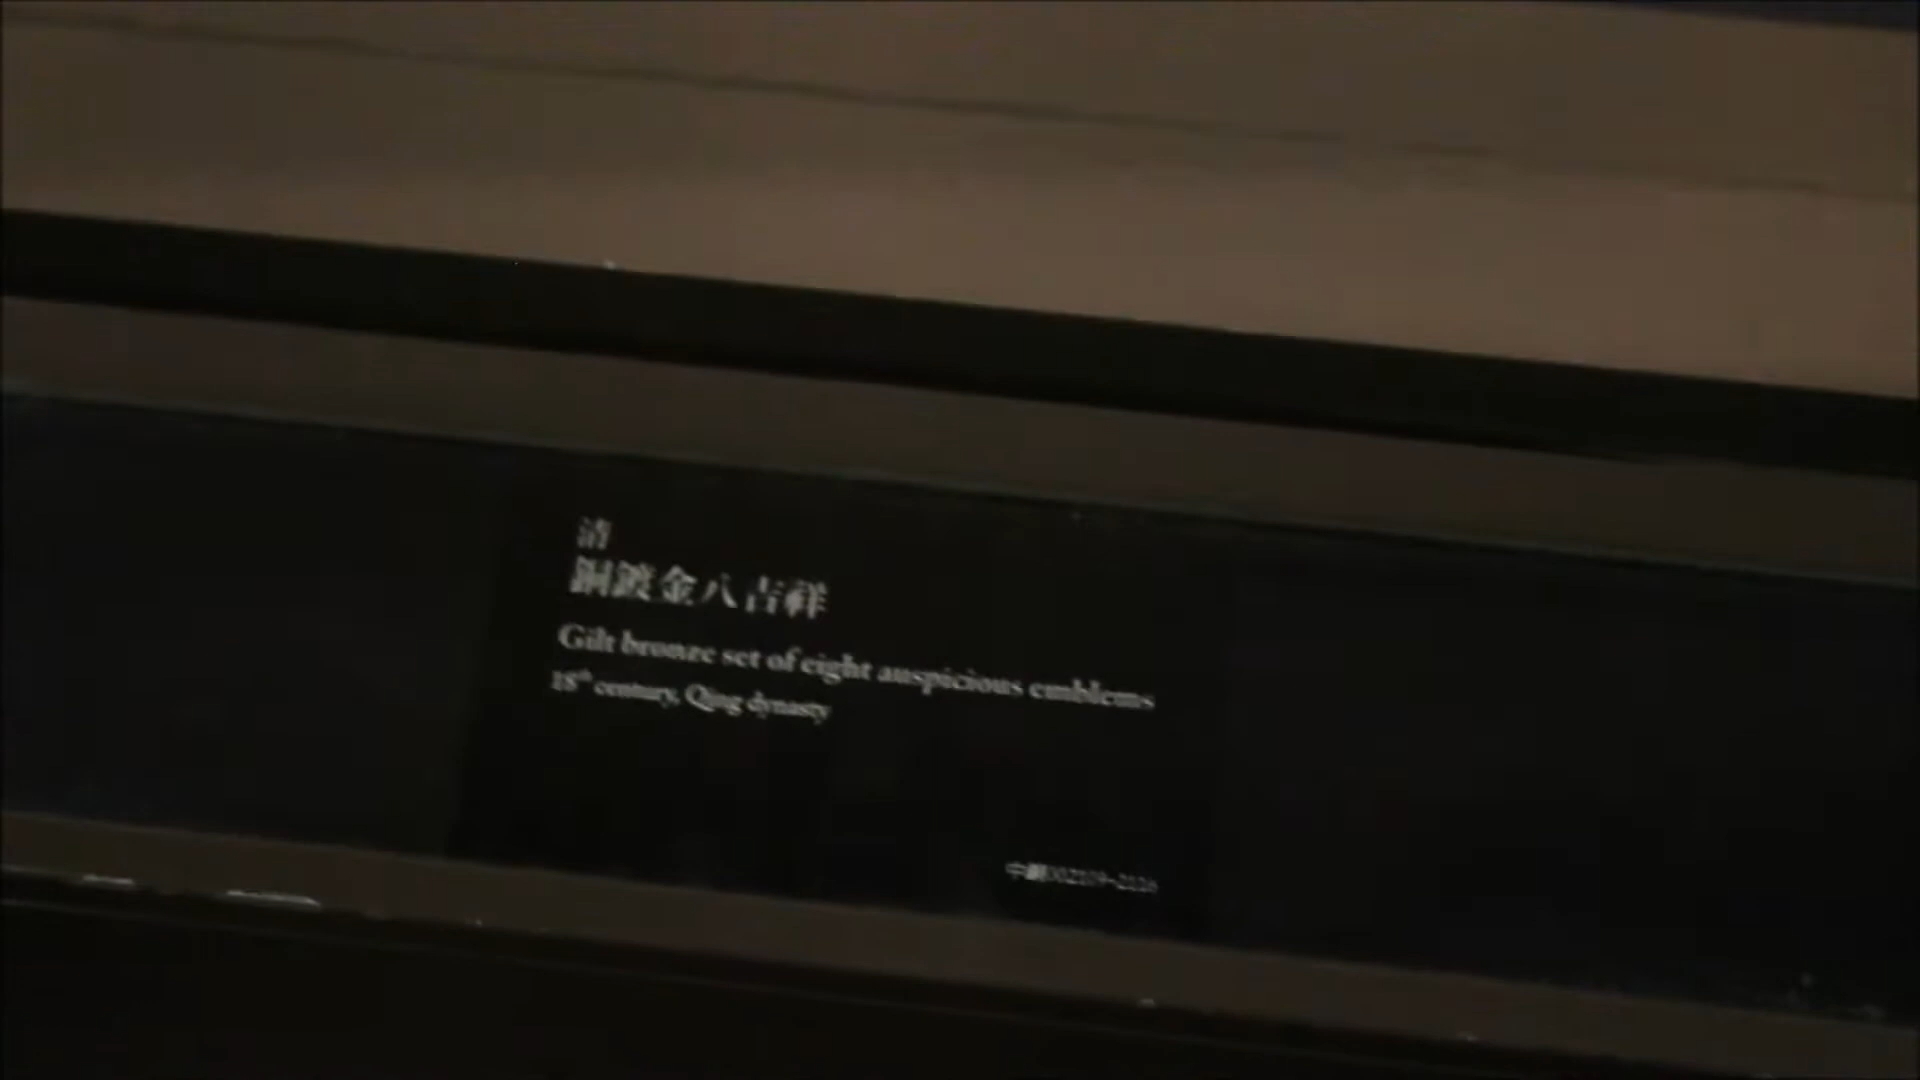 清
銅鍍金八吉祥
Gilt bronze set of eight auspicious emblems
18th century, Qing dynasty